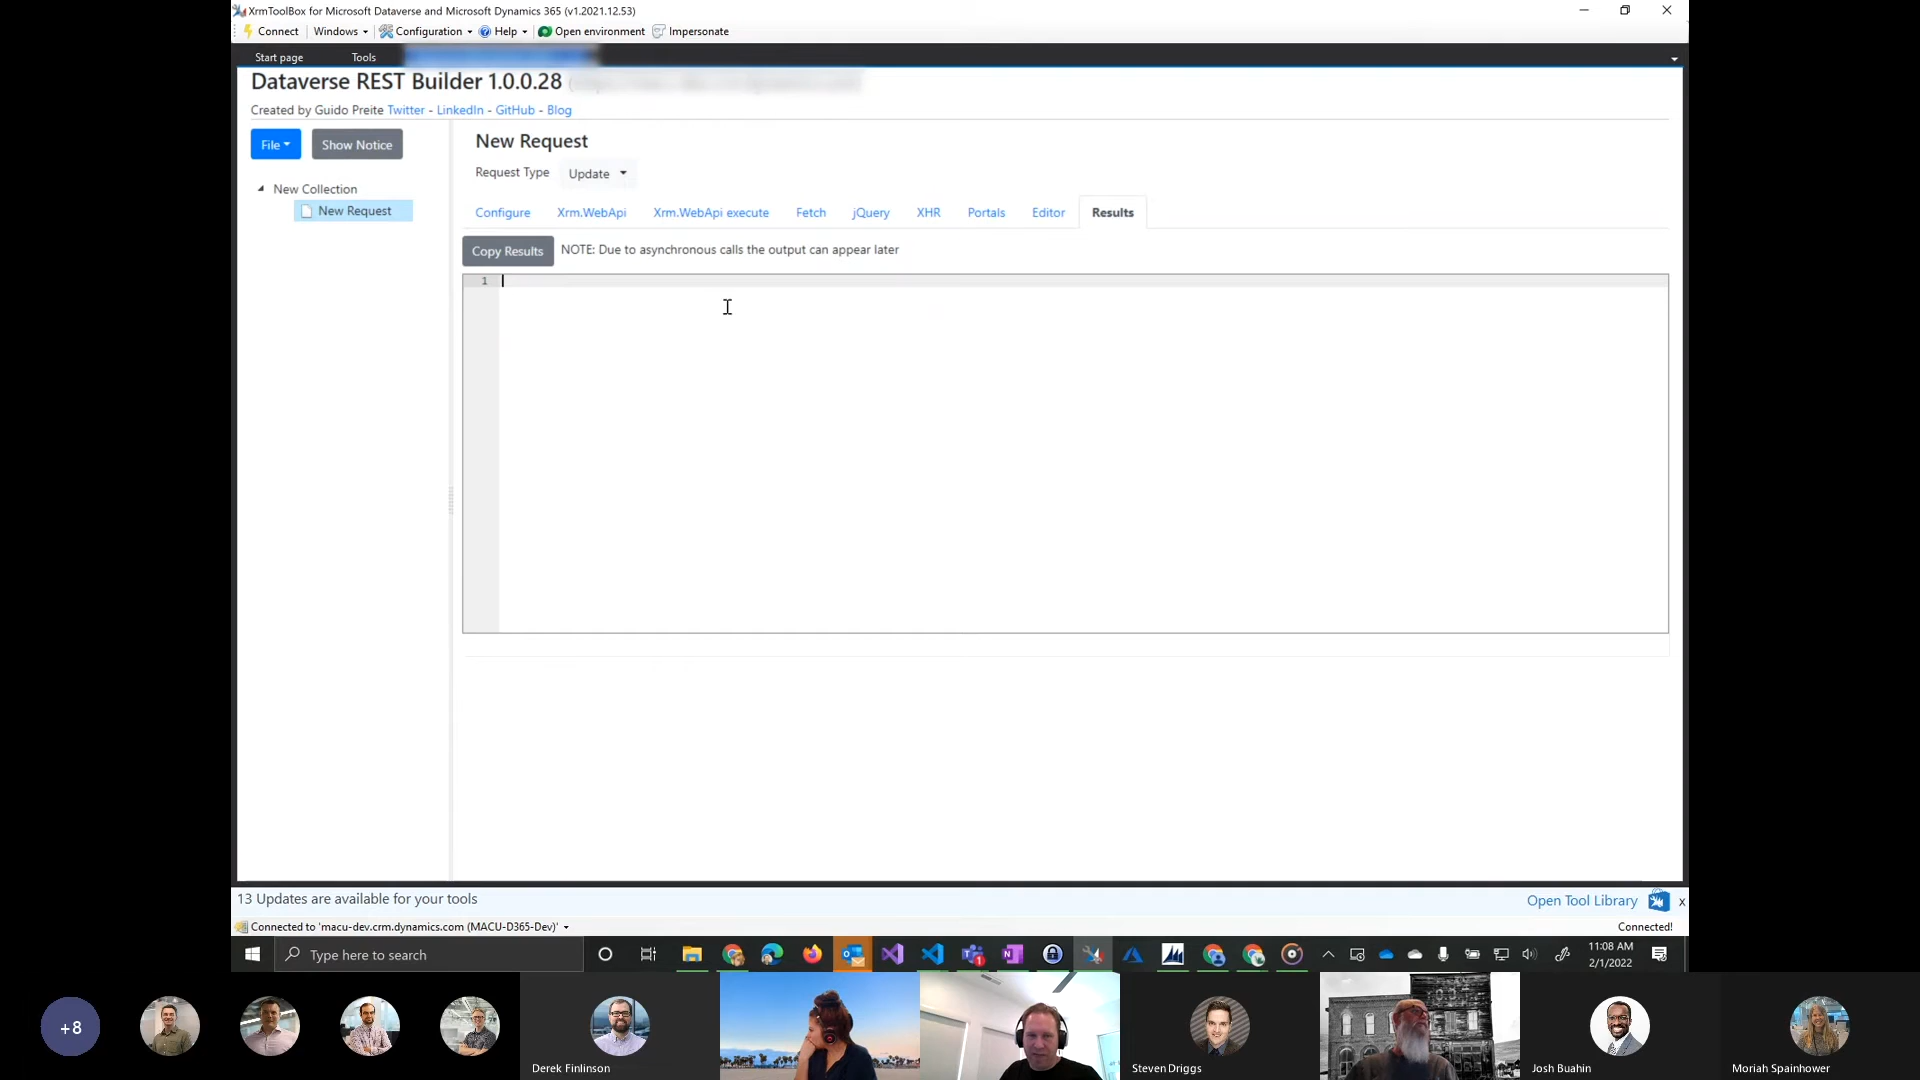 XrmToolBox for Microsoft Dataverse and Microsoft Dynamics 365 (v1.2021.12.53)
Connect Windows Configuration Help Open environment Impersonate
Start page Tools
Dataverse REST Builder 1.0.0.28
Created by Guido Preite Twitter - LinkedIn - GitHub - Blog
File Show Notice
New Collection
New Request
New Request
Request Type Update
Configure Xrm.WebApi Xrm.WebApi execute Fetch jQuery XHR Portals Editor Results
Copy Results NOTE: Due to asynchronous calls the output can appear later
1
13 Updates are available for your tools
Open Tool Library x
Connected to 'macu-dev.crm.dynamics.com (MACU-D365-Dev)'
Connected!
Type here to search
11:08 AM
2/1/2022
+8
Derek Finlinson
Steven Driggs
Josh Buahin
Moriah Spainhower